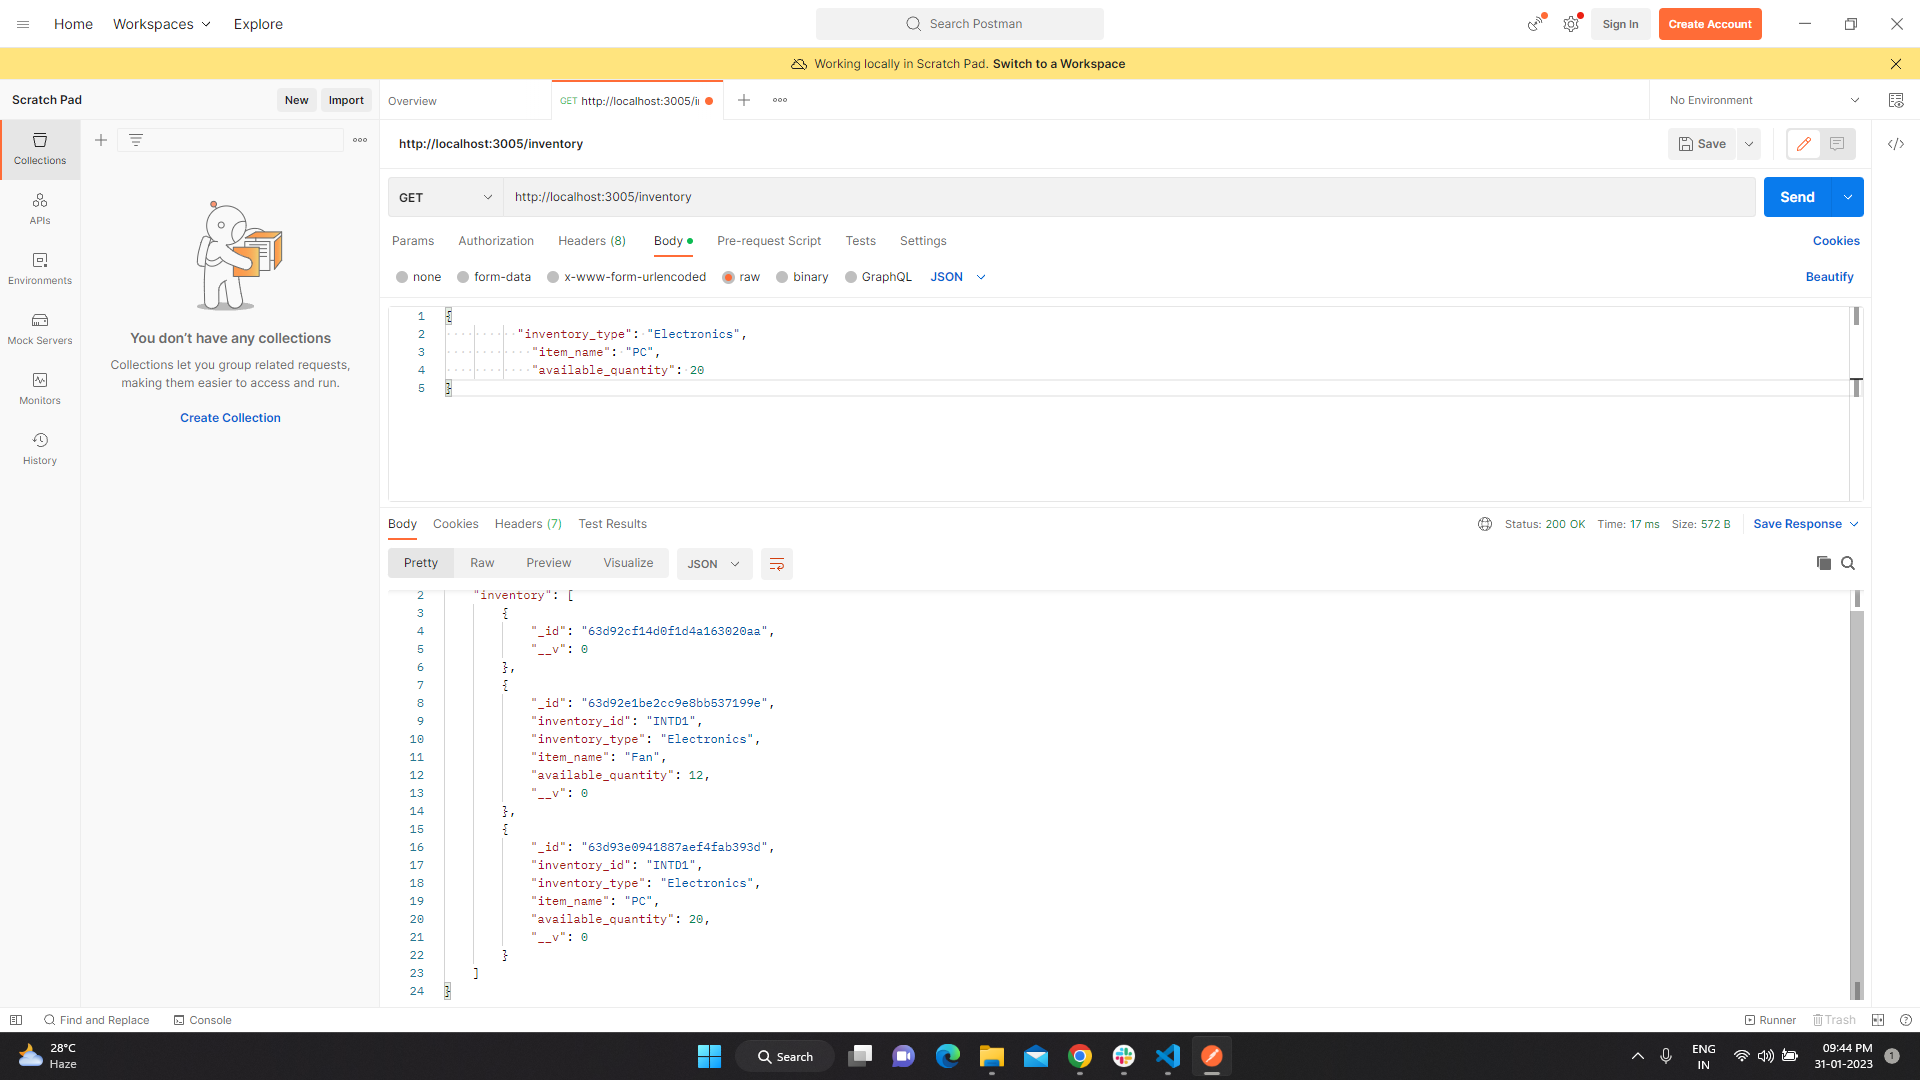 Home Workspaces Explore Search Postman Sign In Create Account
Working locally in Scratch Pad. Switch to a Workspace
Scratch Pad New Import Overview GET http://localhost:3005/i No Environment
http://localhost:3005/inventory Save
GET http://localhost:3005/inventory Send
Params Authorization Headers (8) Body Pre-request Script Tests Settings Cookies
none form-data x-www-form-urlencoded raw binary GraphQL JSON Beautify
Collections
APIs
Environments
Mock Servers
Monitors
History
You don't have any collections
Collections let you group related requests,
making them easier to access and run.
Create Collection
1 {
2 "inventory_type": "Electronics",
3 "item_name": "PC",
4 "available_quantity": 20
5 }
Body Cookies Headers (7) Test Results Status: 200 OK Time: 17 ms Size: 572 B Save Response
Pretty Raw Preview Visualize JSON
2 "inventory": [
3 {
4 "_id": "63d92cf14d0f1d4a163020aa",
5 "__v": 0
6 },
7 {
8 "_id": "63d92e1be2cc9e8bb537199e",
9 "inventory_id": "INTD1",
10 "inventory_type": "Electronics",
11 "item_name": "Fan",
12 "available_quantity": 12,
13 "__v": 0
14 },
15 {
16 "_id": "63d93e0941887aef4fab393d",
17 "inventory_id": "INTD1",
18 "inventory_type": "Electronics",
19 "item_name": "PC",
20 "available_quantity": 20,
21 "__v": 0
22 }
23 ]
24 }
Find and Replace Console Runner Trash
28°C
Haze
Search
ENG
IN
09:44 PM
31-01-2023
1